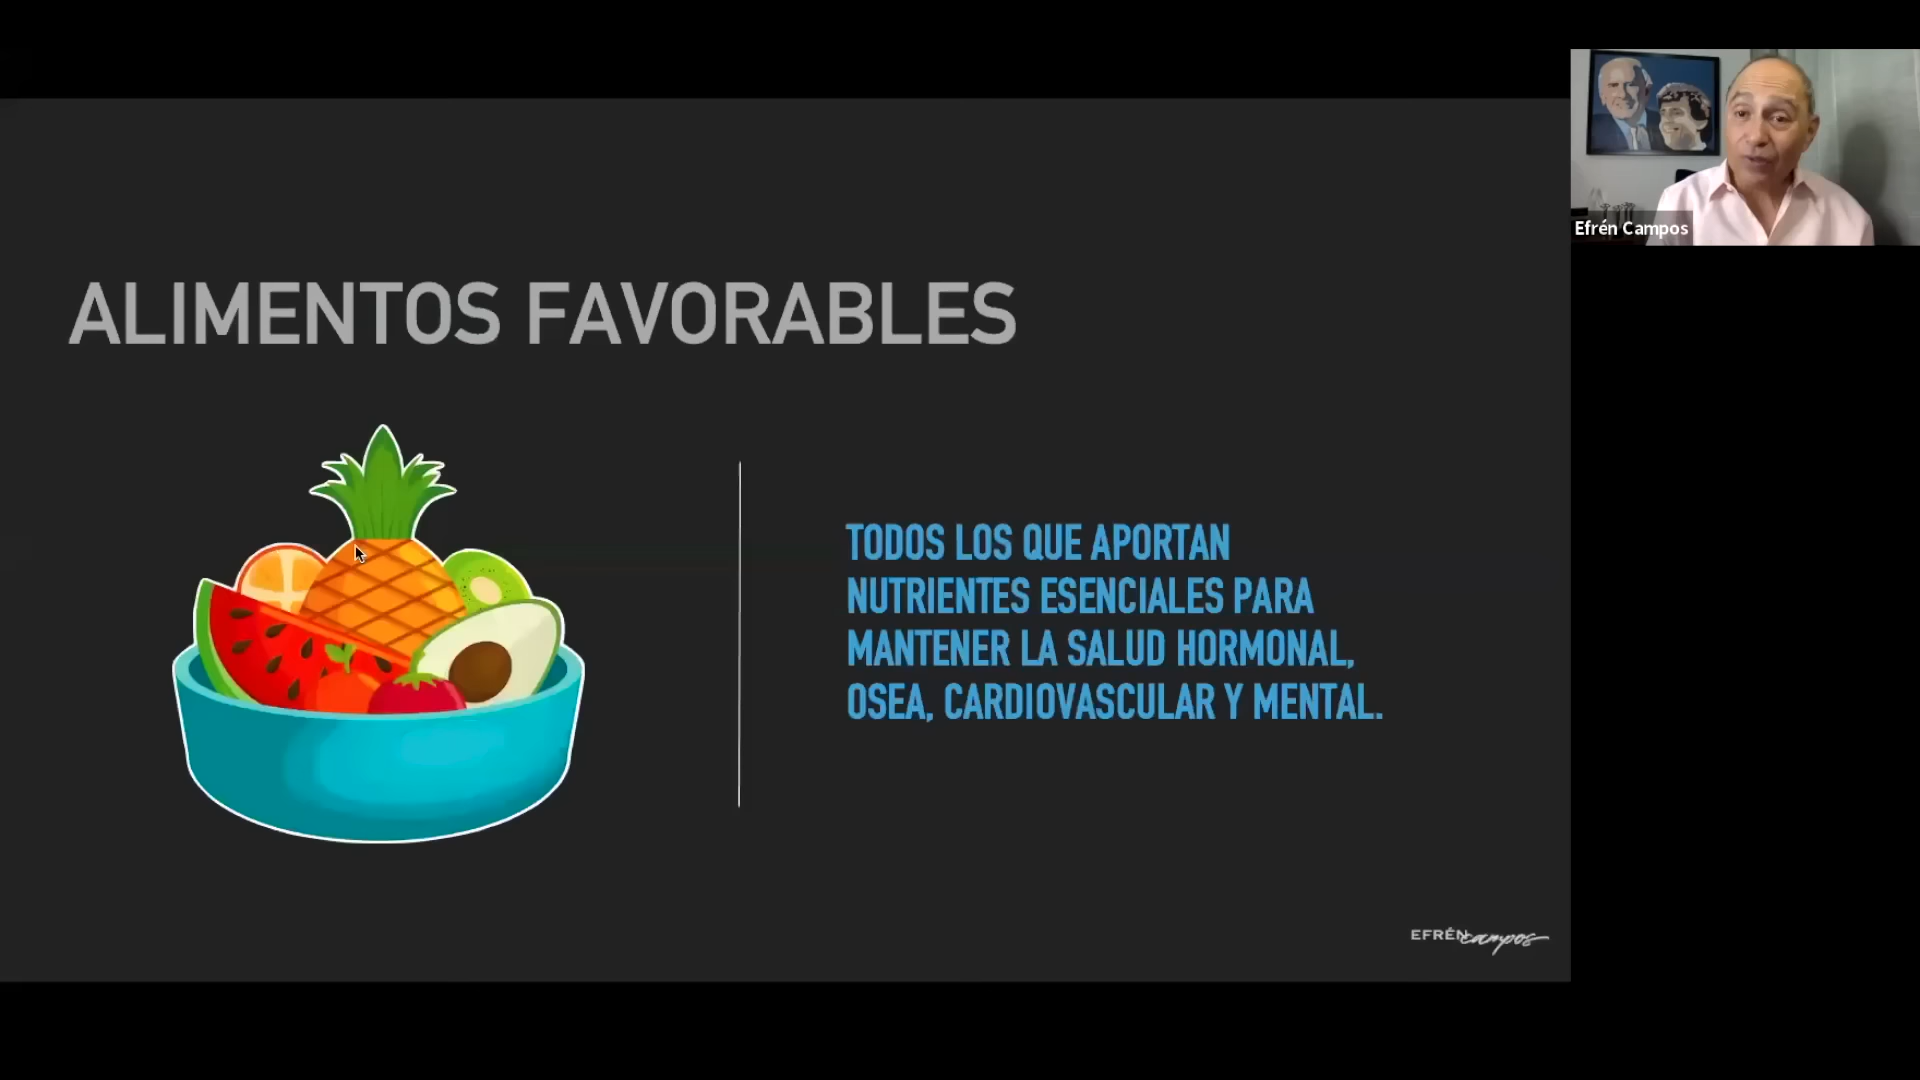 Efrén Campos
ALIMENTOS FAVORABLES
TODOS LOS QUE APORTAN
NUTRIENTES ESENCIALES PARA
MANTENER LA SALUD HORMONAL,
OSEA, CARDIOVASCULAR Y MENTAL.
EFRÉN campos